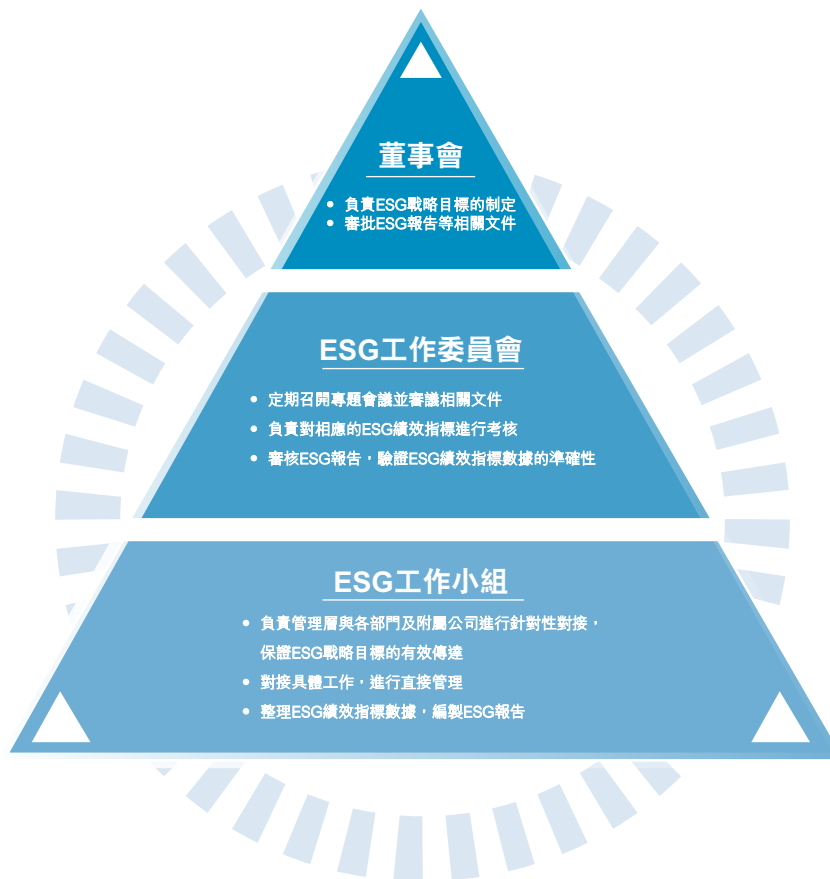 董事會
• 負責ESG戰略目標的制定
• 審批ESG報告等相關文件
ESG工作委員會
• 定期召開專題會議並審議相關文件
• 負責對相應的ESG績效指標進行考核
• 審核ESG報告，驗證ESG績效指標數據的準確性
ESG工作小組
• 負責管理層與各部門及附屬公司進行針對性對接，
保證ESG戰略目標的有效傳達
• 對接具體工作，進行直接管理
• 整理ESG績效指標數據，編製ESG報告